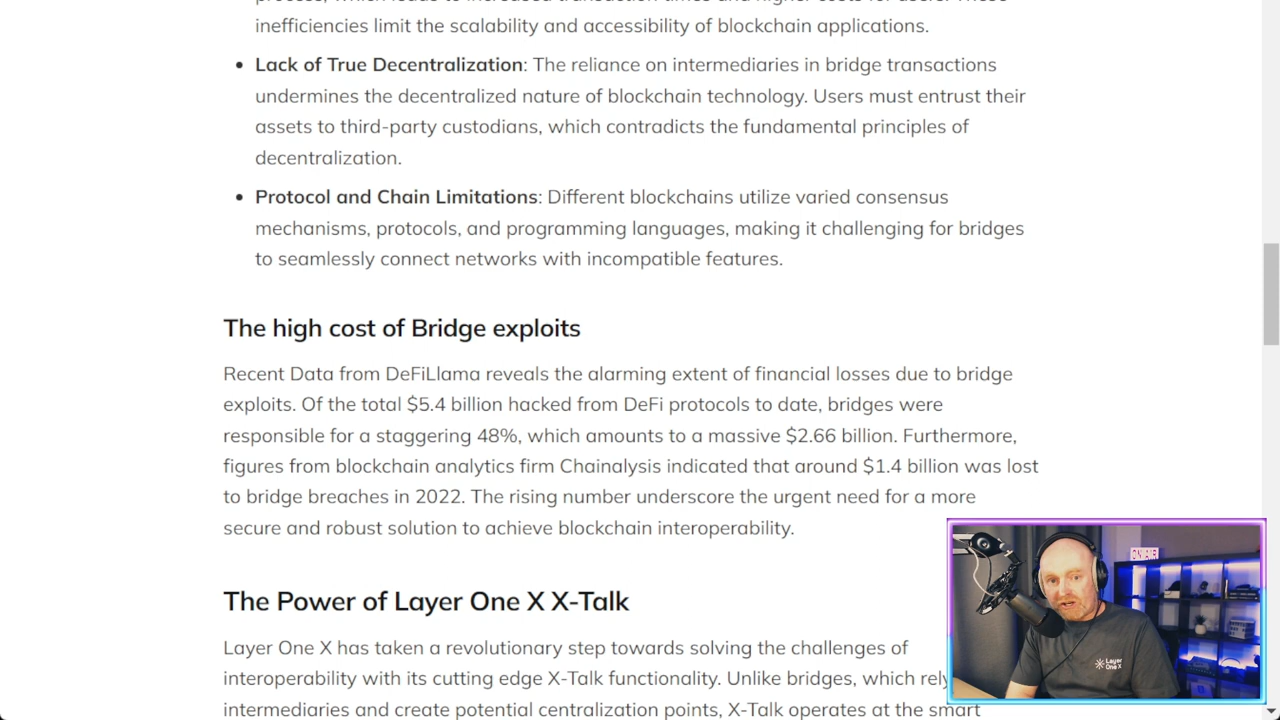 inefficiencies limit the scalability and accessibility of blockchain applications.
• Lack of True Decentralization: The reliance on intermediaries in bridge transactions
undermines the decentralized nature of blockchain technology. Users must entrust their
assets to third-party custodians, which contradicts the fundamental principles of
decentralization.
• Protocol and Chain Limitations: Different blockchains utilize varied consensus
mechanisms, protocols, and programming languages, making it challenging for bridges
to seamlessly connect networks with incompatible features.
The high cost of Bridge exploits
Recent Data from DeFiLlama reveals the alarming extent of financial losses due to bridge
exploits. Of the total $5.4 billion hacked from DeFi protocols to date, bridges were
responsible for a staggering 48%, which amounts to a massive $2.66 billion. Furthermore,
figures from blockchain analytics firm Chainalysis indicated that around $1.4 billion was lost
to bridge breaches in 2022. The rising number underscore the urgent need for a more
secure and robust solution to achieve blockchain interoperability.
The Power of Layer One X X-Talk
Layer One X has taken a revolutionary step towards solving the challenges of
interoperability with its cutting edge X-Talk functionality. Unlike bridges, which rely
intermediaries and create potential centralization points, X-Talk operates at the smart
Layer
One X